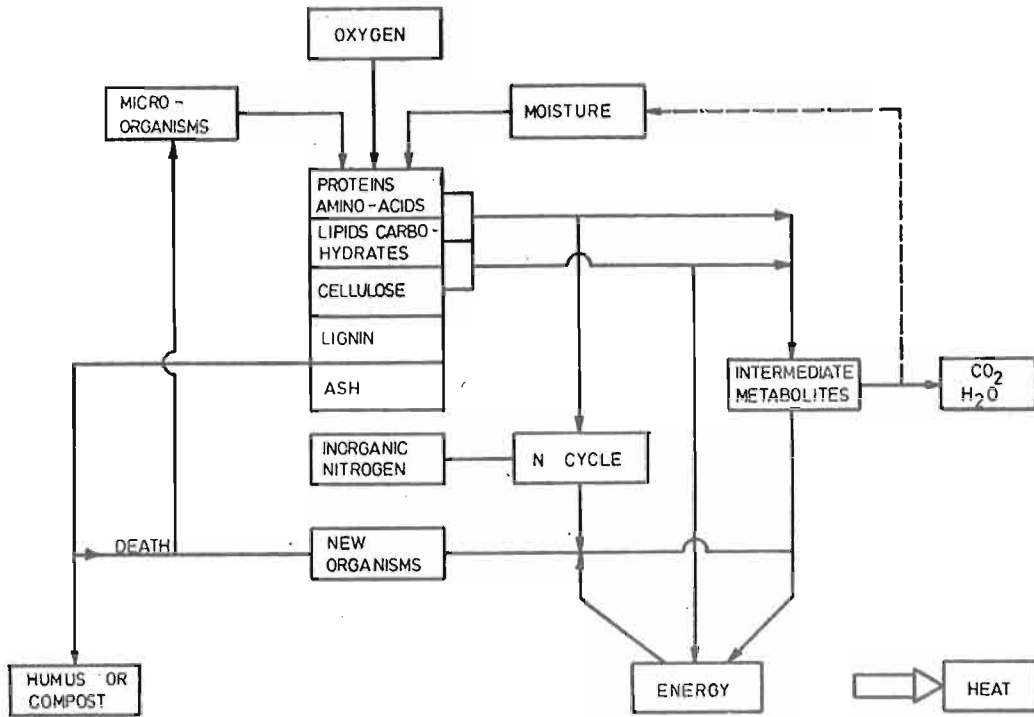 OXYGEN
MICRO-
ORGANISMS
MOISTURE
PROTEINS
AMINO-ACIDS
LIPIDS CARBO-
HYDRATES
CELLULOSE
LIGNIN
ASH
INTERMEDIATE
METABOLITES
CO2
H2O
INORGANIC
NITROGEN
N CYCLE
DEATH
NEW
ORGANISMS
HUMUS OR
COMPOST
ENERGY
HEAT